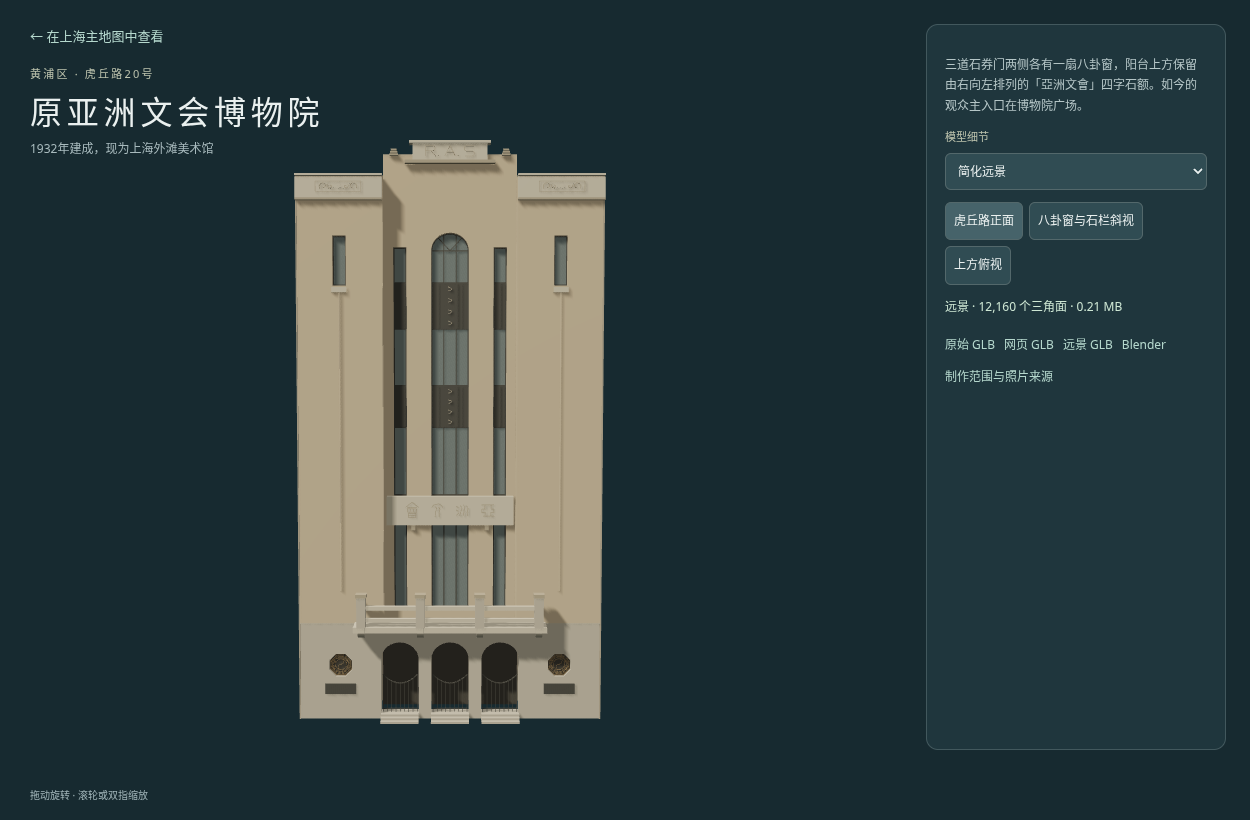 ← 在上海主地图中查看
黄浦区 · 虎丘路20号
原亚洲文会博物院
1932年建成，现为上海外滩美术馆
R.A.S
會文洲亞
三道石券门两侧各有一扇八卦窗，阳台上方保留
由右向左排列的「亞洲文會」四字石额。如今的
观众主入口在博物院广场。
模型细节
简化远景
虎丘路正面
八卦窗与石栏斜视
上方俯视
远景 · 12,160 个三角面 · 0.21 MB
原始 GLB 网页 GLB 远景 GLB Blender
制作范围与照片来源
拖动旋转 · 滚轮或双指缩放